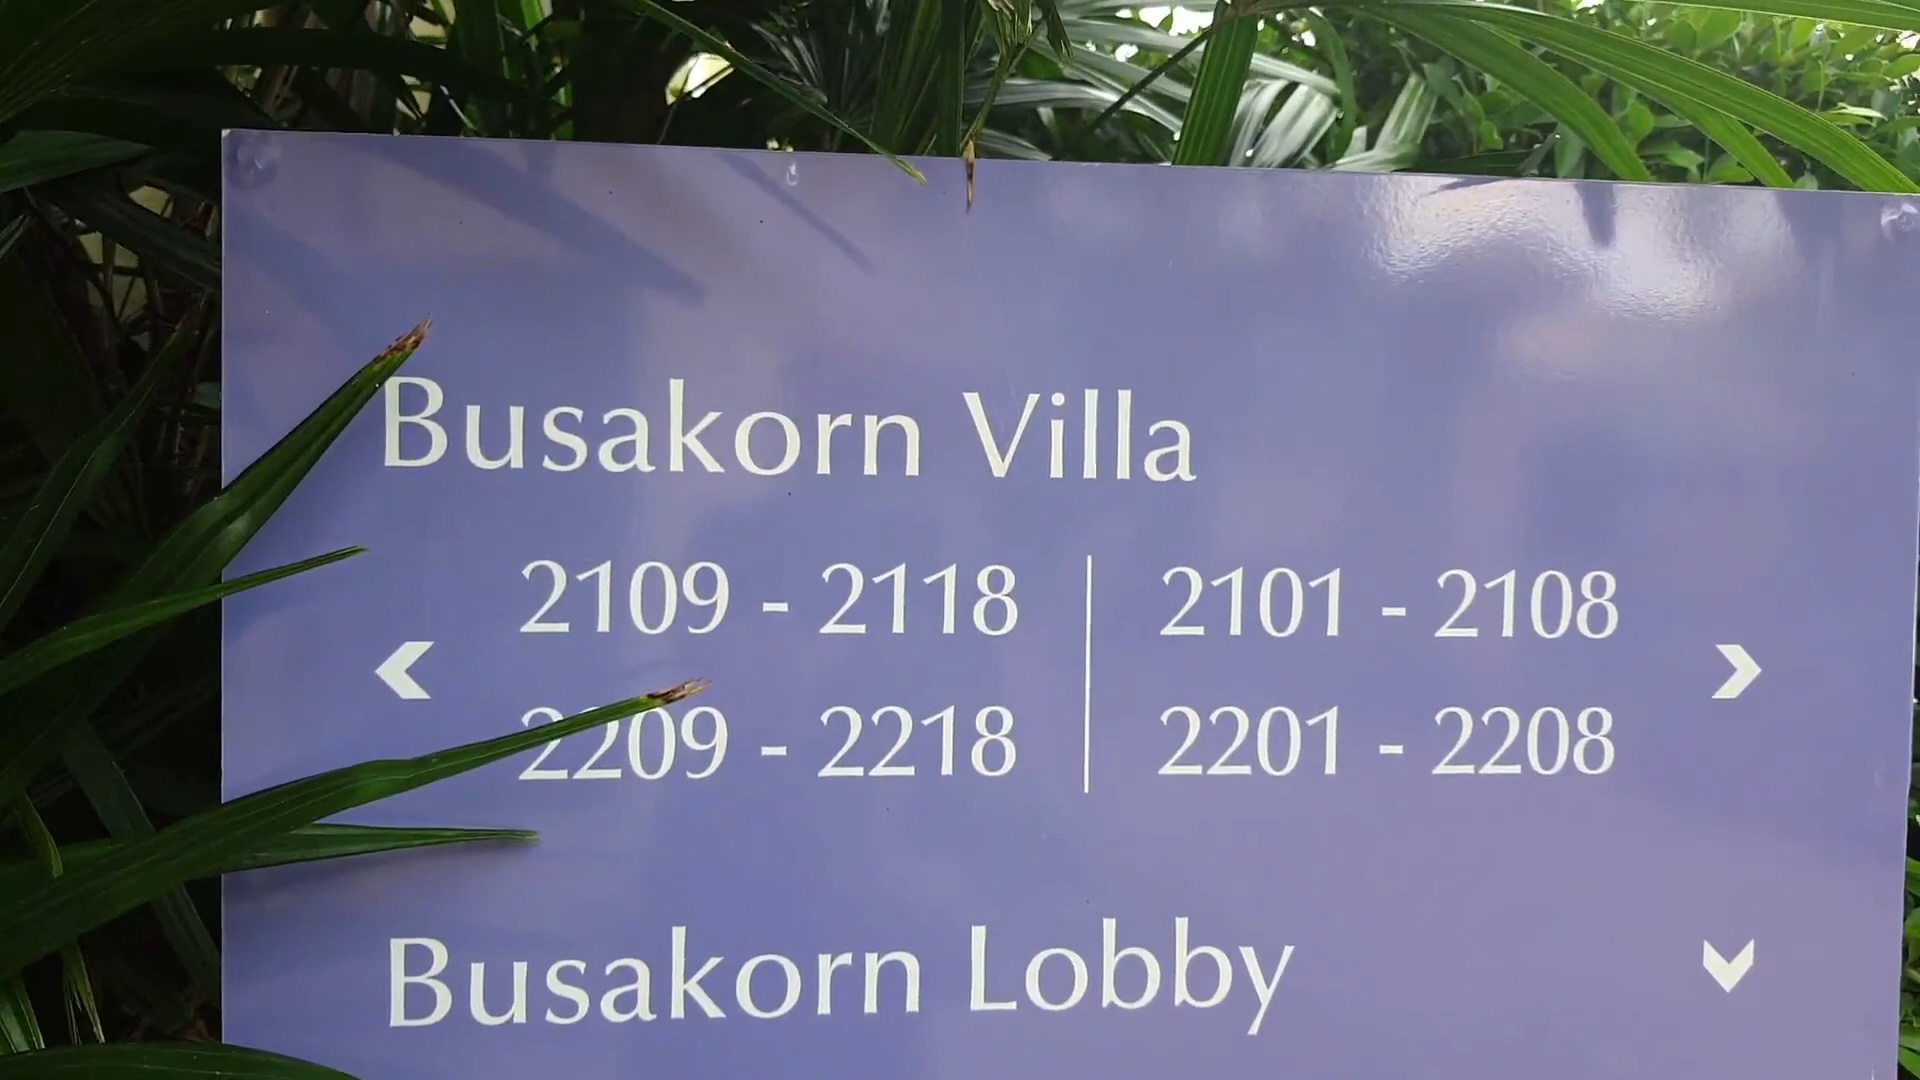 Busakorn Villa
2109 - 2118 2101 - 2108
2209 - 2218 2201 - 2208
Busakorn Lobby